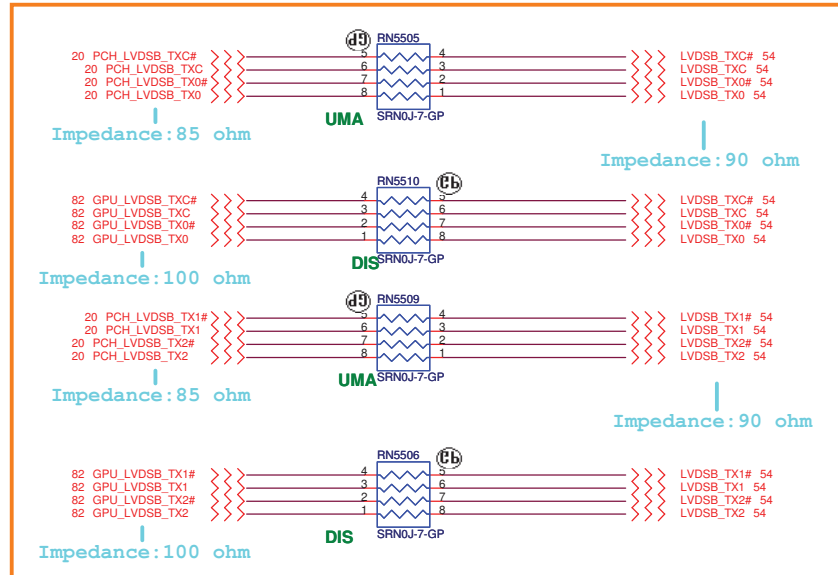 RN5505
20 PCH_LVDSB_TXC# 5 4 LVDSB_TXC# 54
20 PCH_LVDSB_TXC 6 3 LVDSB_TXC 54
20 PCH_LVDSB_TX0# 7 2 LVDSB_TX0# 54
20 PCH_LVDSB_TX0 8 1 LVDSB_TX0 54
UMA SRN0J-7-GP
Impedance:85 ohm
Impedance:90 ohm
RN5510
82 GPU_LVDSB_TXC# 4 5 LVDSB_TXC# 54
82 GPU_LVDSB_TXC 3 6 LVDSB_TXC 54
82 GPU_LVDSB_TX0# 2 7 LVDSB_TX0# 54
82 GPU_LVDSB_TX0 1 8 LVDSB_TX0 54
DIS SRN0J-7-GP
Impedance:100 ohm
RN5509
20 PCH_LVDSB_TX1# 5 4 LVDSB_TX1# 54
20 PCH_LVDSB_TX1 6 3 LVDSB_TX1 54
20 PCH_LVDSB_TX2# 7 2 LVDSB_TX2# 54
20 PCH_LVDSB_TX2 8 1 LVDSB_TX2 54
UMA SRN0J-7-GP
Impedance:85 ohm
Impedance:90 ohm
RN5506
82 GPU_LVDSB_TX1# 4 5 LVDSB_TX1# 54
82 GPU_LVDSB_TX1 3 6 LVDSB_TX1 54
82 GPU_LVDSB_TX2# 2 7 LVDSB_TX2# 54
82 GPU_LVDSB_TX2 1 8 LVDSB_TX2 54
DIS SRN0J-7-GP
Impedance:100 ohm